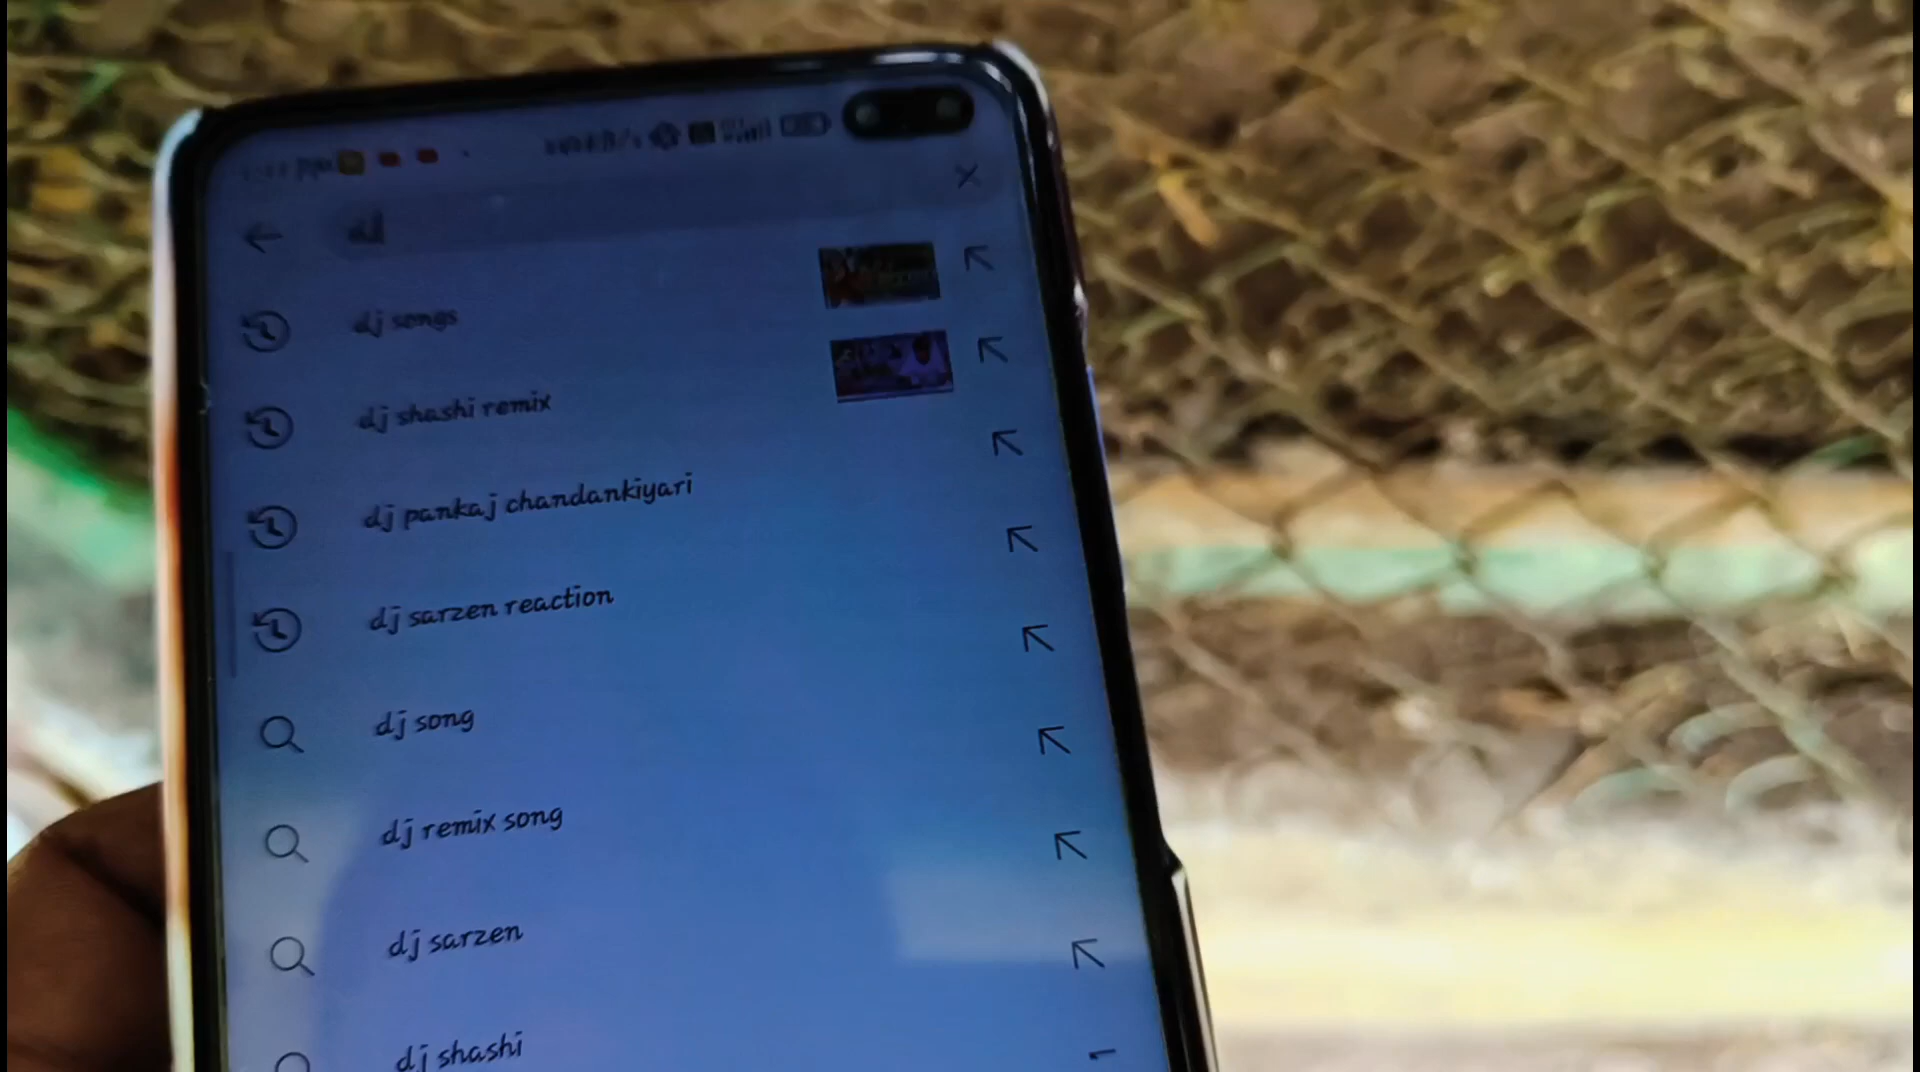 dj
dj songs
dj shashi remix
dj pankaj chandankiyari
dj sarzen reaction
dj song
dj remix song
dj sarzen
dj shashi